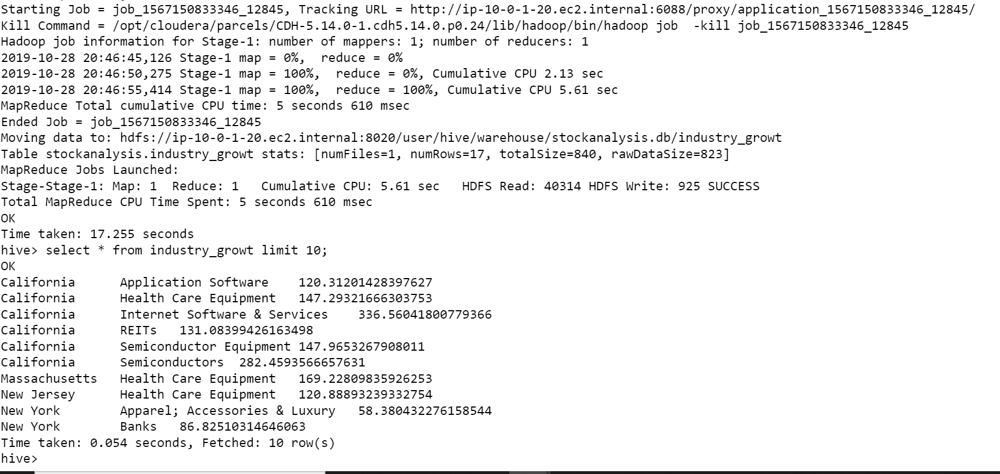 Starting Job = job_1567150833346_12845, Tracking URL = http://ip-10-0-1-20.ec2.internal:6088/proxy/application_1567150833346_12845/
Kill Command = /opt/cloudera/parcels/CDH-5.14.0-1.cdh5.14.0.p0.24/lib/hadoop/bin/hadoop job  -kill job_1567150833346_12845
Hadoop job information for Stage-1: number of mappers: 1; number of reducers: 1
2019-10-28 20:46:45,126 Stage-1 map = 0%,  reduce = 0%
2019-10-28 20:46:50,275 Stage-1 map = 100%,  reduce = 0%, Cumulative CPU 2.13 sec
2019-10-28 20:46:55,414 Stage-1 map = 100%,  reduce = 100%, Cumulative CPU 5.61 sec
MapReduce Total cumulative CPU time: 5 seconds 610 msec
Ended Job = job_1567150833346_12845
Moving data to: hdfs://ip-10-0-1-20.ec2.internal:8020/user/hive/warehouse/stockanalysis.db/industry_growt
Table stockanalysis.industry_growt stats: [numFiles=1, numRows=17, totalSize=840, rawDataSize=823]
MapReduce Jobs Launched:
Stage-Stage-1: Map: 1  Reduce: 1   Cumulative CPU: 5.61 sec   HDFS Read: 40314 HDFS Write: 925 SUCCESS
Total MapReduce CPU Time Spent: 5 seconds 610 msec
OK
Time taken: 17.255 seconds
hive> select * from industry_growt limit 10;
OK
California      Application Software    120.31201428397627
California      Health Care Equipment   147.29321666303753
California      Internet Software & Services    336.56041800779366
California      REITs   131.08399426163498
California      Semiconductor Equipment 147.9653267908011
California      Semiconductors  282.4593566657631
Massachusetts   Health Care Equipment   169.22809835926253
New Jersey      Health Care Equipment   120.88893239332754
New York        Apparel; Accessories & Luxury   58.380432276158544
New York        Banks   86.82510314646063
Time taken: 0.054 seconds, Fetched: 10 row(s)
hive>